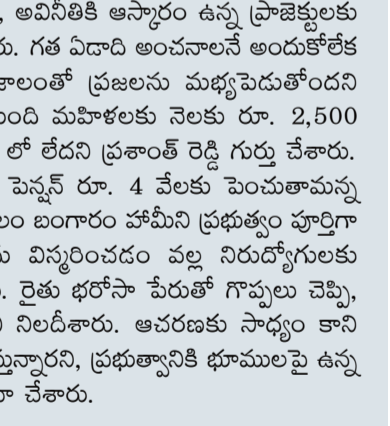 , అవినీతికి ఆస్కారం ఉన్న ప్రాజెక్టులకు
రు. గత ఏడాది అంచనాలనే అందుకోలేక
జాలంతో ప్రజలను మభ్యపెడుతోందని
మంది మహిళలకు నెలకు రూ. 2,500
లో లేదని ప్రశాంత్ రెడ్డి గుర్తు చేశారు.
పెన్షన్ రూ. 4 వేలకు పెంచుతామన్న
లం బంగారం హామీని ప్రభుత్వం పూర్తిగా
విస్మరించడం వల్ల నిరుద్యోగులకు
. రైతు భరోసా పేరుతో గొప్పలు చెప్పి,
నిలదీశారు. ఆచరణకు సాధ్యం కాని
ర్తున్నారని, ప్రభుత్వానికి భూములపై ఉన్న
చేశారు.